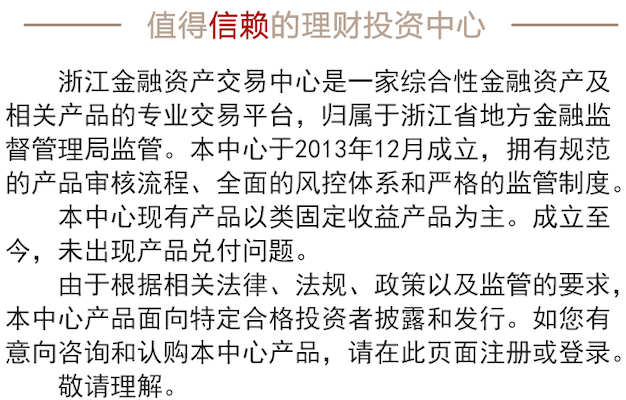 值得信赖的理财投资中心
浙江金融资产交易中心是一家综合性金融资产及
相关产品的专业交易平台，归属于浙江省地方金融监
督管理局监管。本中心于2013年12月成立，拥有规范
的产品审核流程、全面的风控体系和严格的监管制度。
本中心现有产品以类固定收益产品为主。成立至
今，未出现产品兑付问题。
由于根据相关法律、法规、政策以及监管的要求，
本中心产品面向特定合格投资者披露和发行。如您有
意向咨询和认购本中心产品，请在此页面注册或登录。
敬请理解。